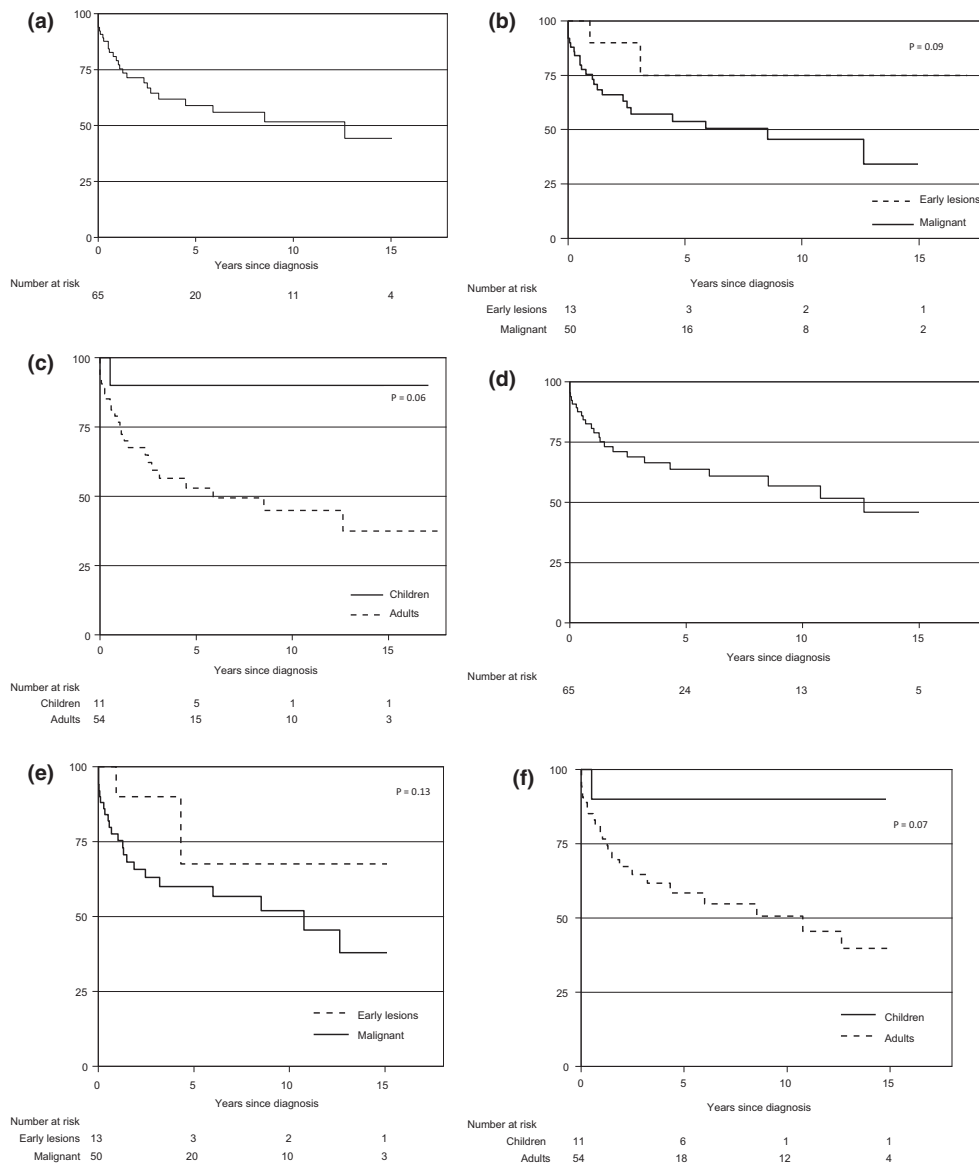 (a)
100
75
50
25
0
0 5 10 15
Years since diagnosis
Number at risk
65 20 11 4
(b)
100
75
50
25
0
P = 0.09
Early lesions
Malignant
0 5 10 15
Years since diagnosis
Number at risk
Early lesions 13 3 2 1
Malignant 50 16 8 2
(c)
100
75
50
25
0
P = 0.06
Children
Adults
0 5 10 15
Years since diagnosis
Number at risk
Children 11 5 1 1
Adults 54 15 10 3
(d)
100
75
50
25
0
0 5 10 15
Years since diagnosis
Number at risk
65 24 13 5
(e)
100
75
50
25
0
P = 0.13
Early lesions
Malignant
0 5 10 15
Years since diagnosis
Number at risk
Early lesions 13 3 2 1
Malignant 50 20 10 3
(f)
100
75
50
25
0
P = 0.07
Children
Adults
0 5 10 15
Years since diagnosis
Number at risk
Children 11 6 1 1
Adults 54 18 12 4